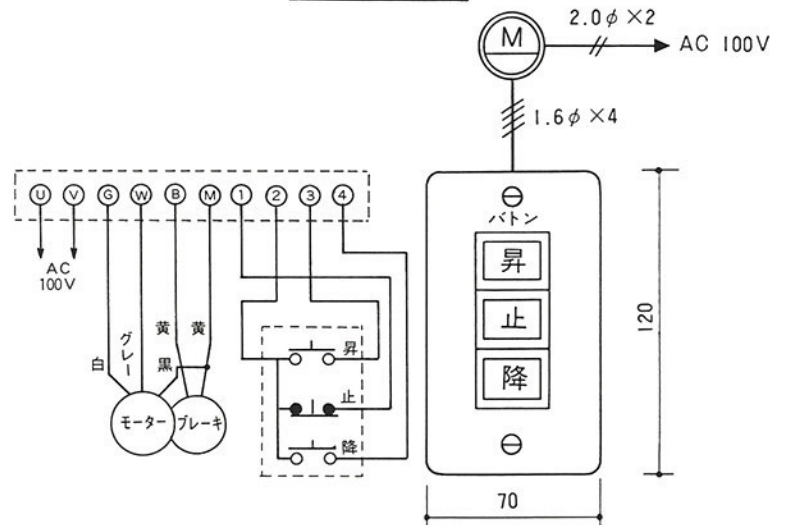 2.0φ×2
M
AC 100V
1.6φ×4
U V G W B M 1 2 3 4
AC
100V
白
グレー
黄
黄
黒
モーター
ブレーキ
昇
止
降
バトン
昇
止
降
120
70